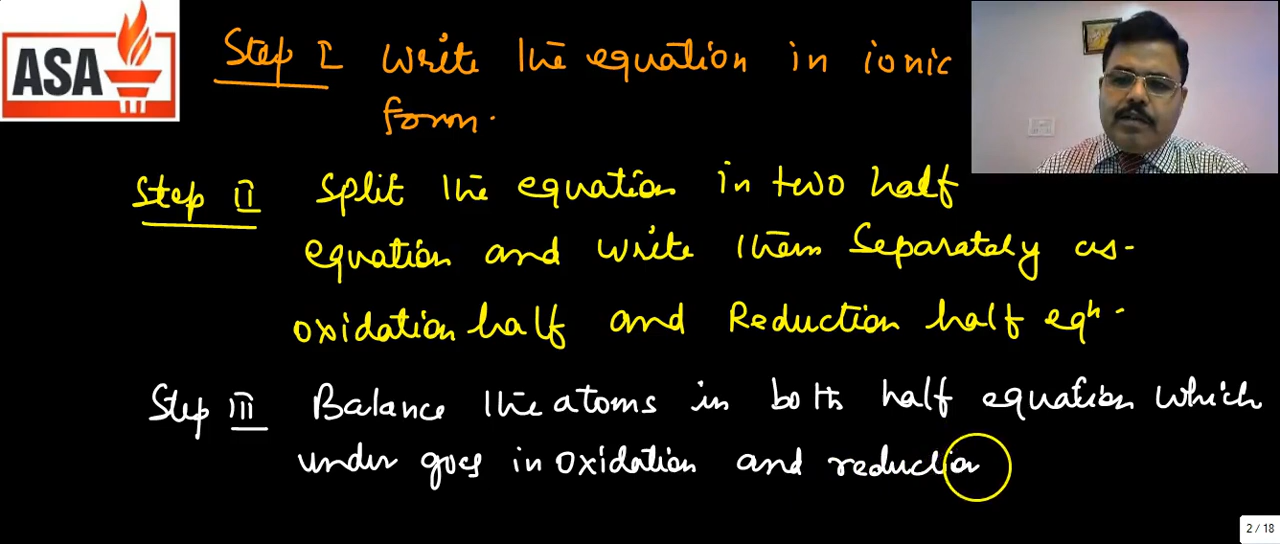 ASA
Step I Write the equation in ionic
form.
Step II Split the equation in two half
equation and write them Separately as-
oxidation half and Reduction half eqn.
Step III Balance the atoms in both half equation which
under goes in oxidation and reduction
2 / 18